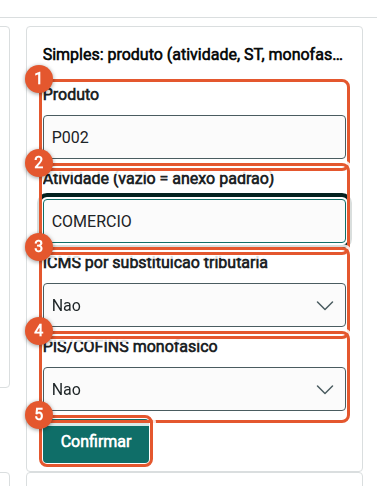 Simples: produto (atividade, ST, monofas...
1
Produto
P002
2
Atividade (vazio = anexo padrao)
COMERCIO
3
ICMS por substituicao tributaria
Nao
4
PIS/COFINS monofasico
Nao
5
Confirmar